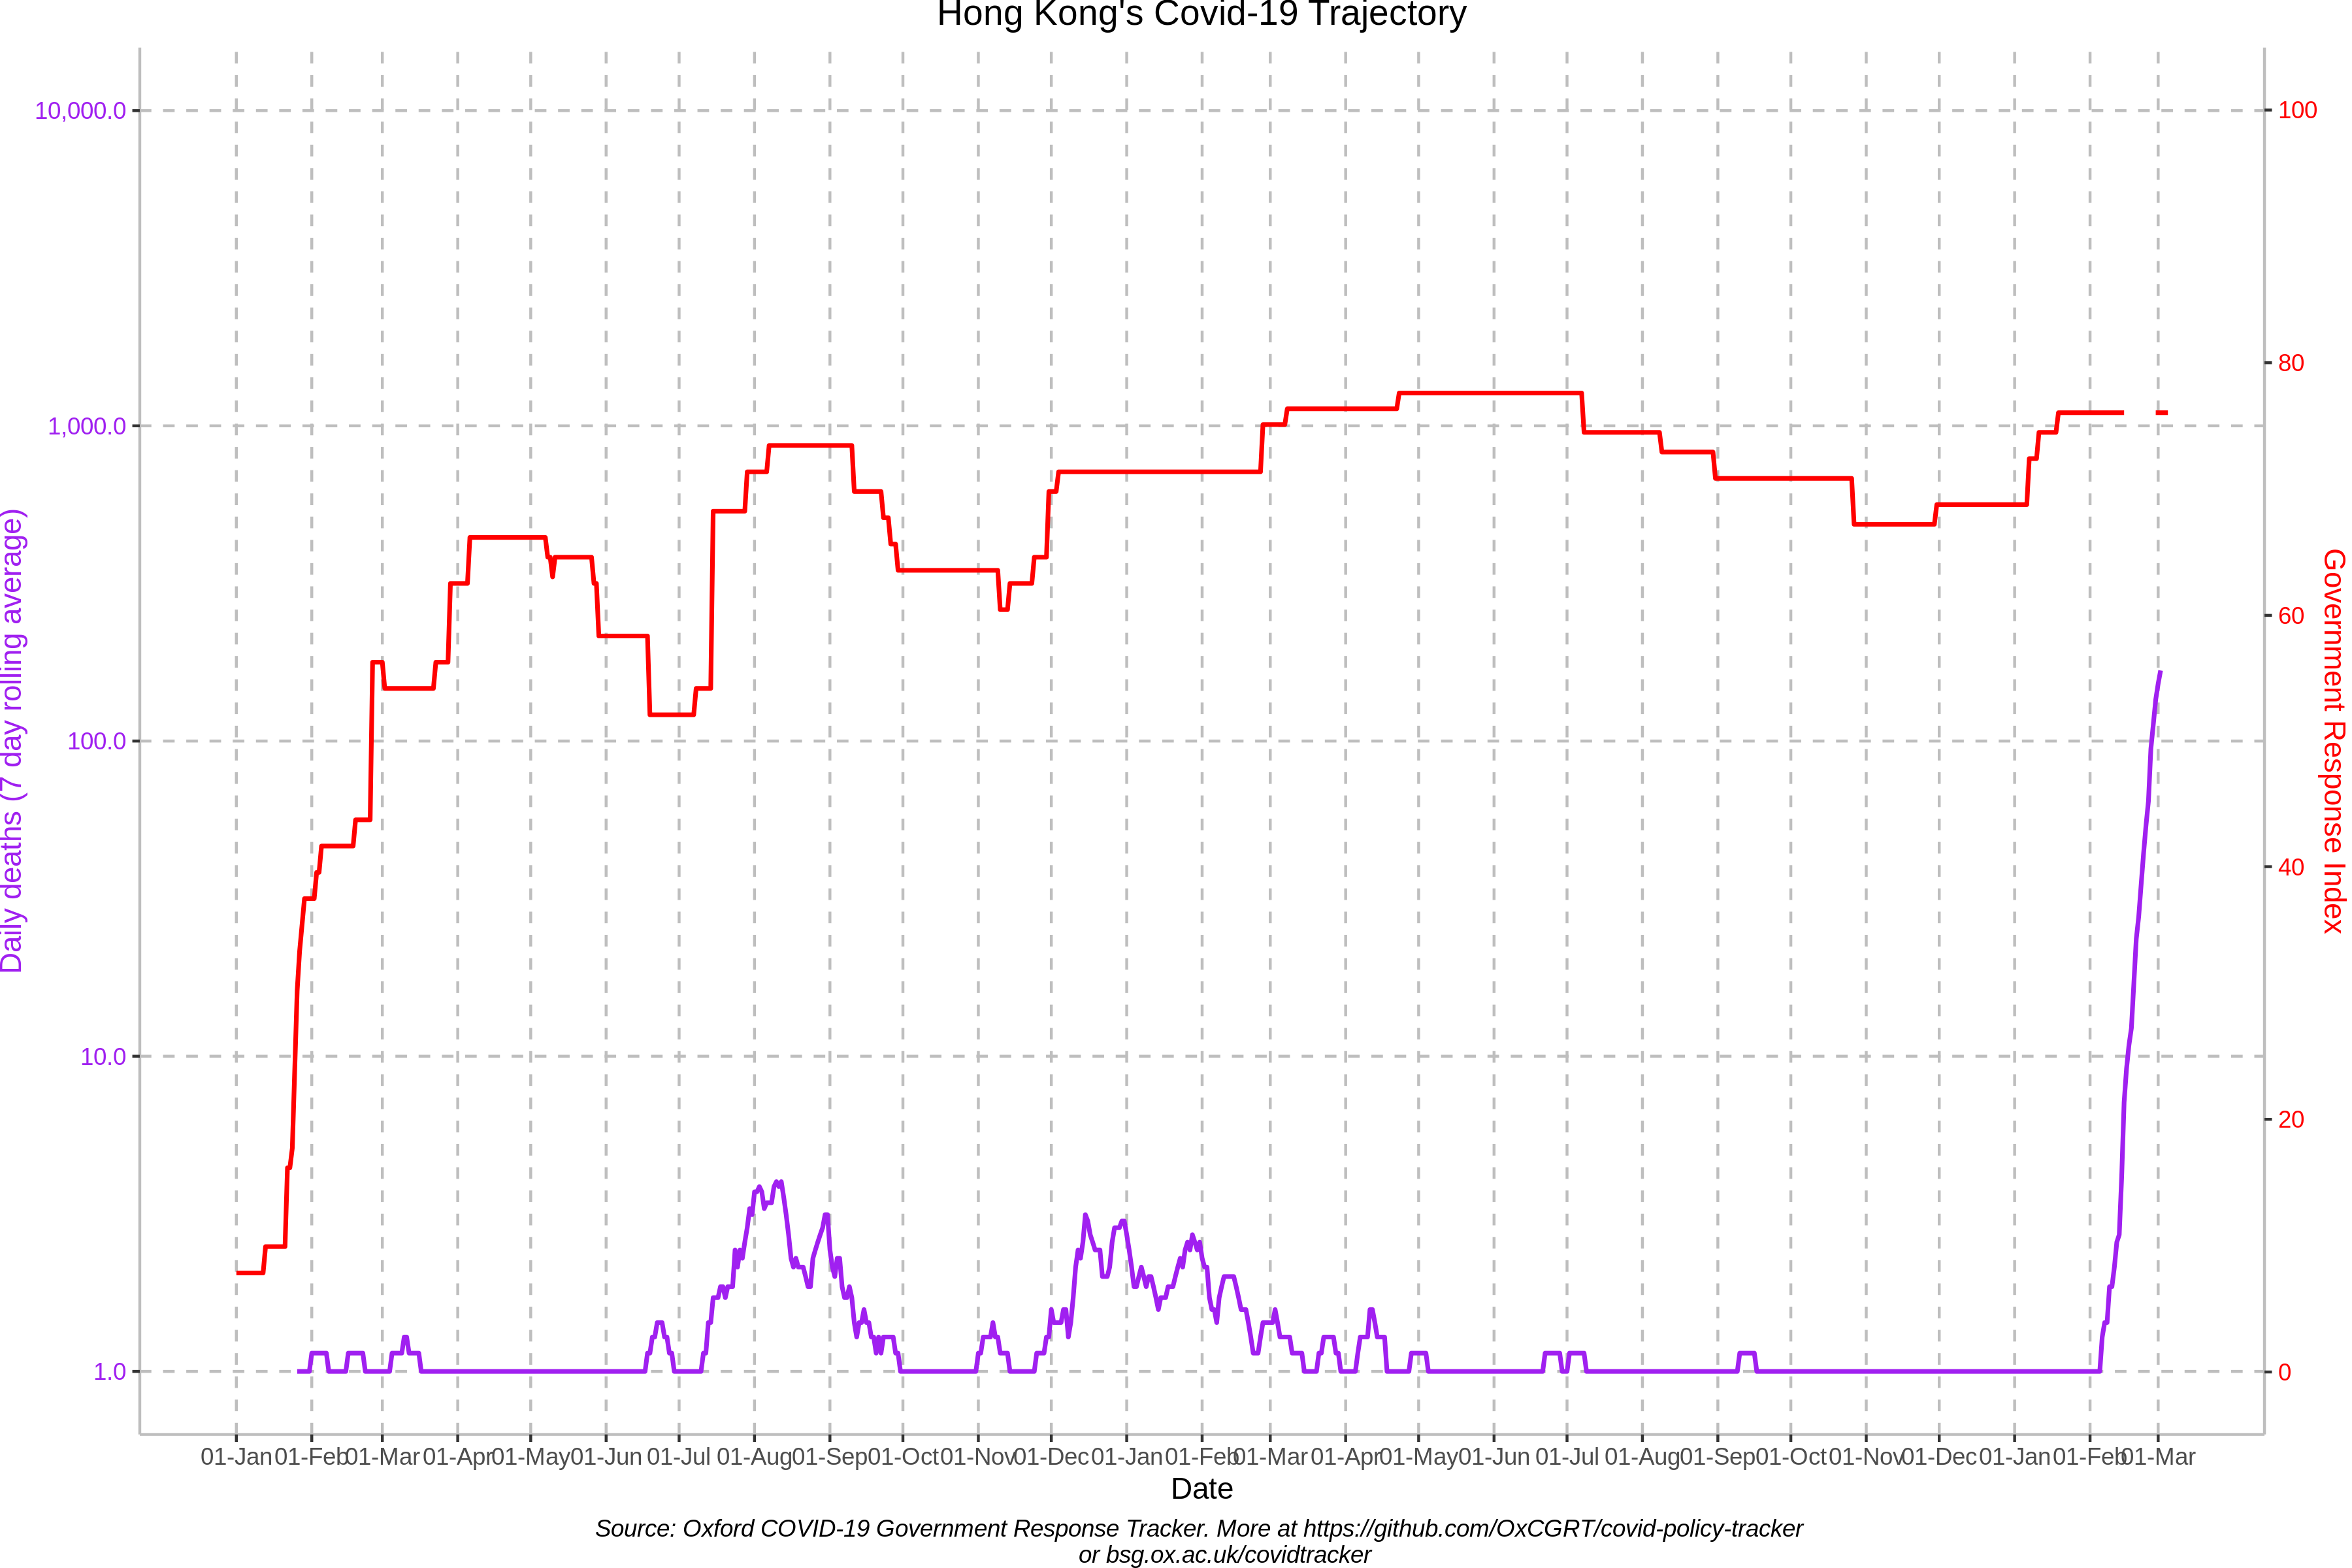 Hong Kong's Covid-19 Trajectory
10,000.0
1,000.0
100.0
10.0
1.0
Daily deaths (7 day rolling average)
100
80
60
40
20
0
Government Response Index
01-Jan 01-Feb 01-Mar 01-Apr 01-May 01-Jun 01-Jul 01-Aug 01-Sep 01-Oct 01-Nov 01-Dec 01-Jan 01-Feb 01-Mar 01-Apr 01-May 01-Jun 01-Jul 01-Aug 01-Sep 01-Oct 01-Nov 01-Dec 01-Jan 01-Feb 01-Mar
Date
Source: Oxford COVID-19 Government Response Tracker. More at https://github.com/OxCGRT/covid-policy-tracker
or bsg.ox.ac.uk/covidtracker